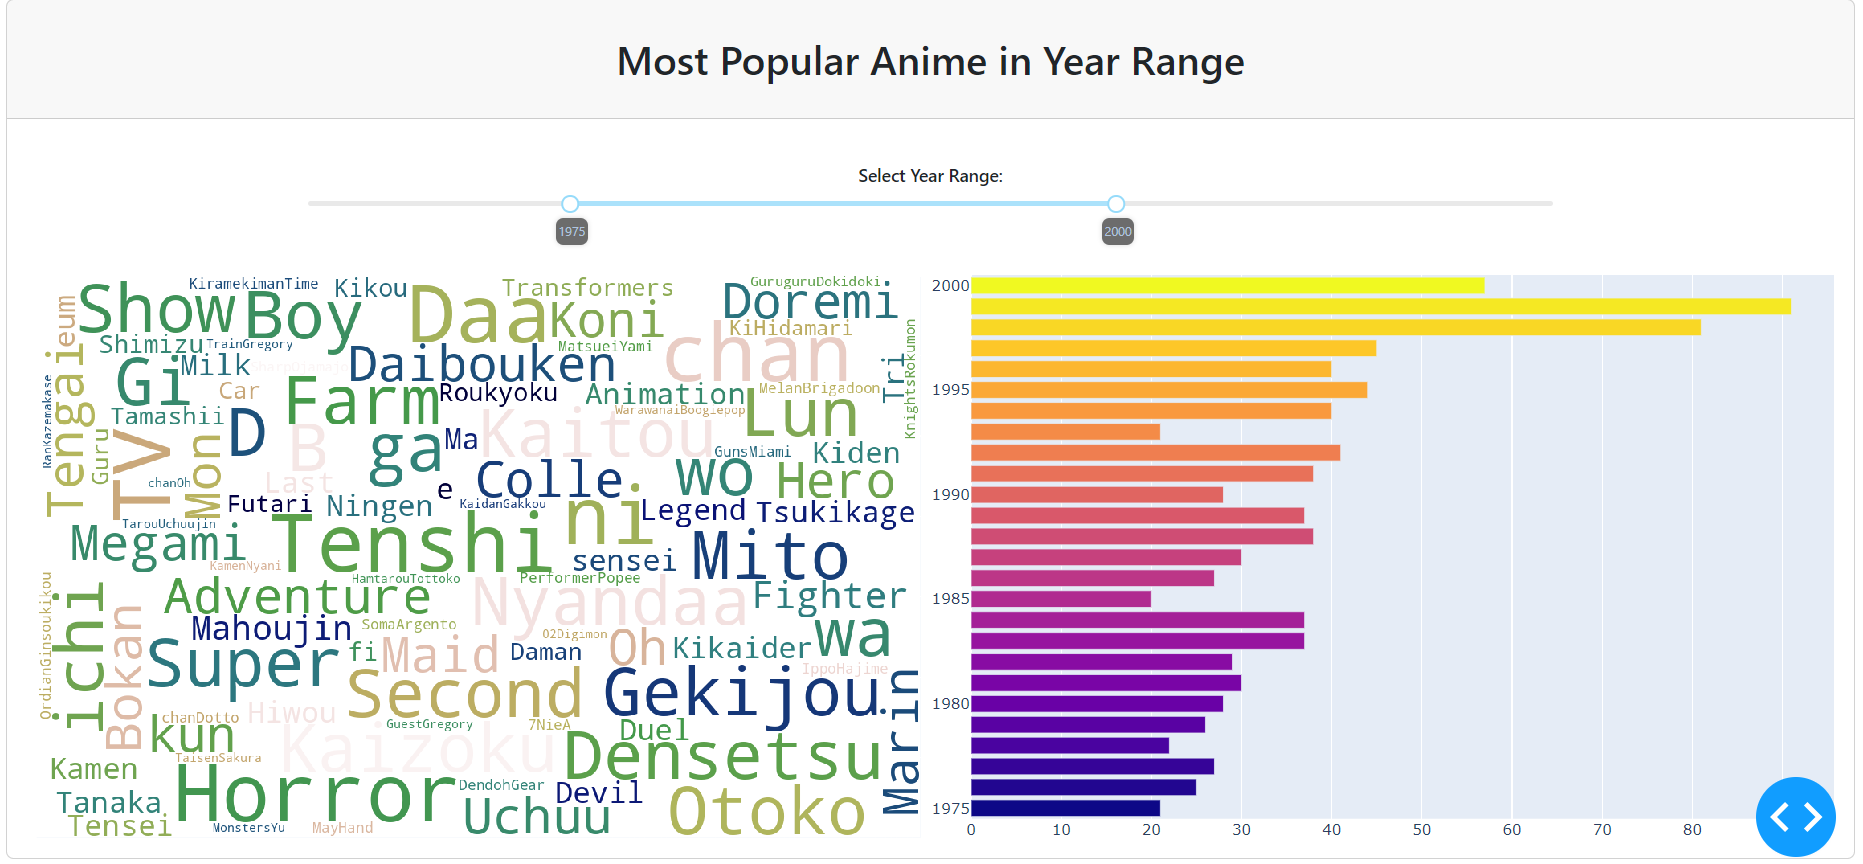 Most Popular Anime in Year Range
Select Year Range:
1975
2000
KiramekimanTime
Kikou
Transformers
GuruguruDokidoki
Show
Boy
Daa
Koni
Doremi
KiHidamari
ieum
Shimizu
TrainGregory
MatsueiYami
chan
Tri
KnightsRokumon
Gi
Milk
Daibouken
Car
Farm
Roukyoku
Animation
MelanBrigadoon
RanKazemakase
Tengai
Tamashii
D
WarawanaiBoogiepop
Lun
Guru
TV
Mon
B
ga
Ma
Kaitou
GunsMiami
Kiden
chanOh
Last
e
Colle
wo
Hero
Futari
Ningen
KaidanGakkou
ni
Legend
Tsukikage
TarouUchuujin
Megami
Tenshi
sensei
Mito
KamenNyani
HamtarouTottoko
PerformerPopee
OrdianGinsoukikou
ichi
Bokan
Adventure
Nyandaa
Fighter
Mahoujin
SomaArgento
02Digimon
Super
fi
Maid
Daman
Oh
Kikaider
wa
IppoHajime
Second
Gekijou
Marin
chanDotto
Hiwou
GuestGregory
7NieA
kun
Duel
TaisenSakura
Kaizoku
Densetsu
Kamen
Horror
DendohGear
Devil
Tanaka
Uchuu
Otoko
Tensei
MonstersYu
MayHand
2000
1995
1990
1985
1980
1975
0 10 20 30 40 50 60 70 80